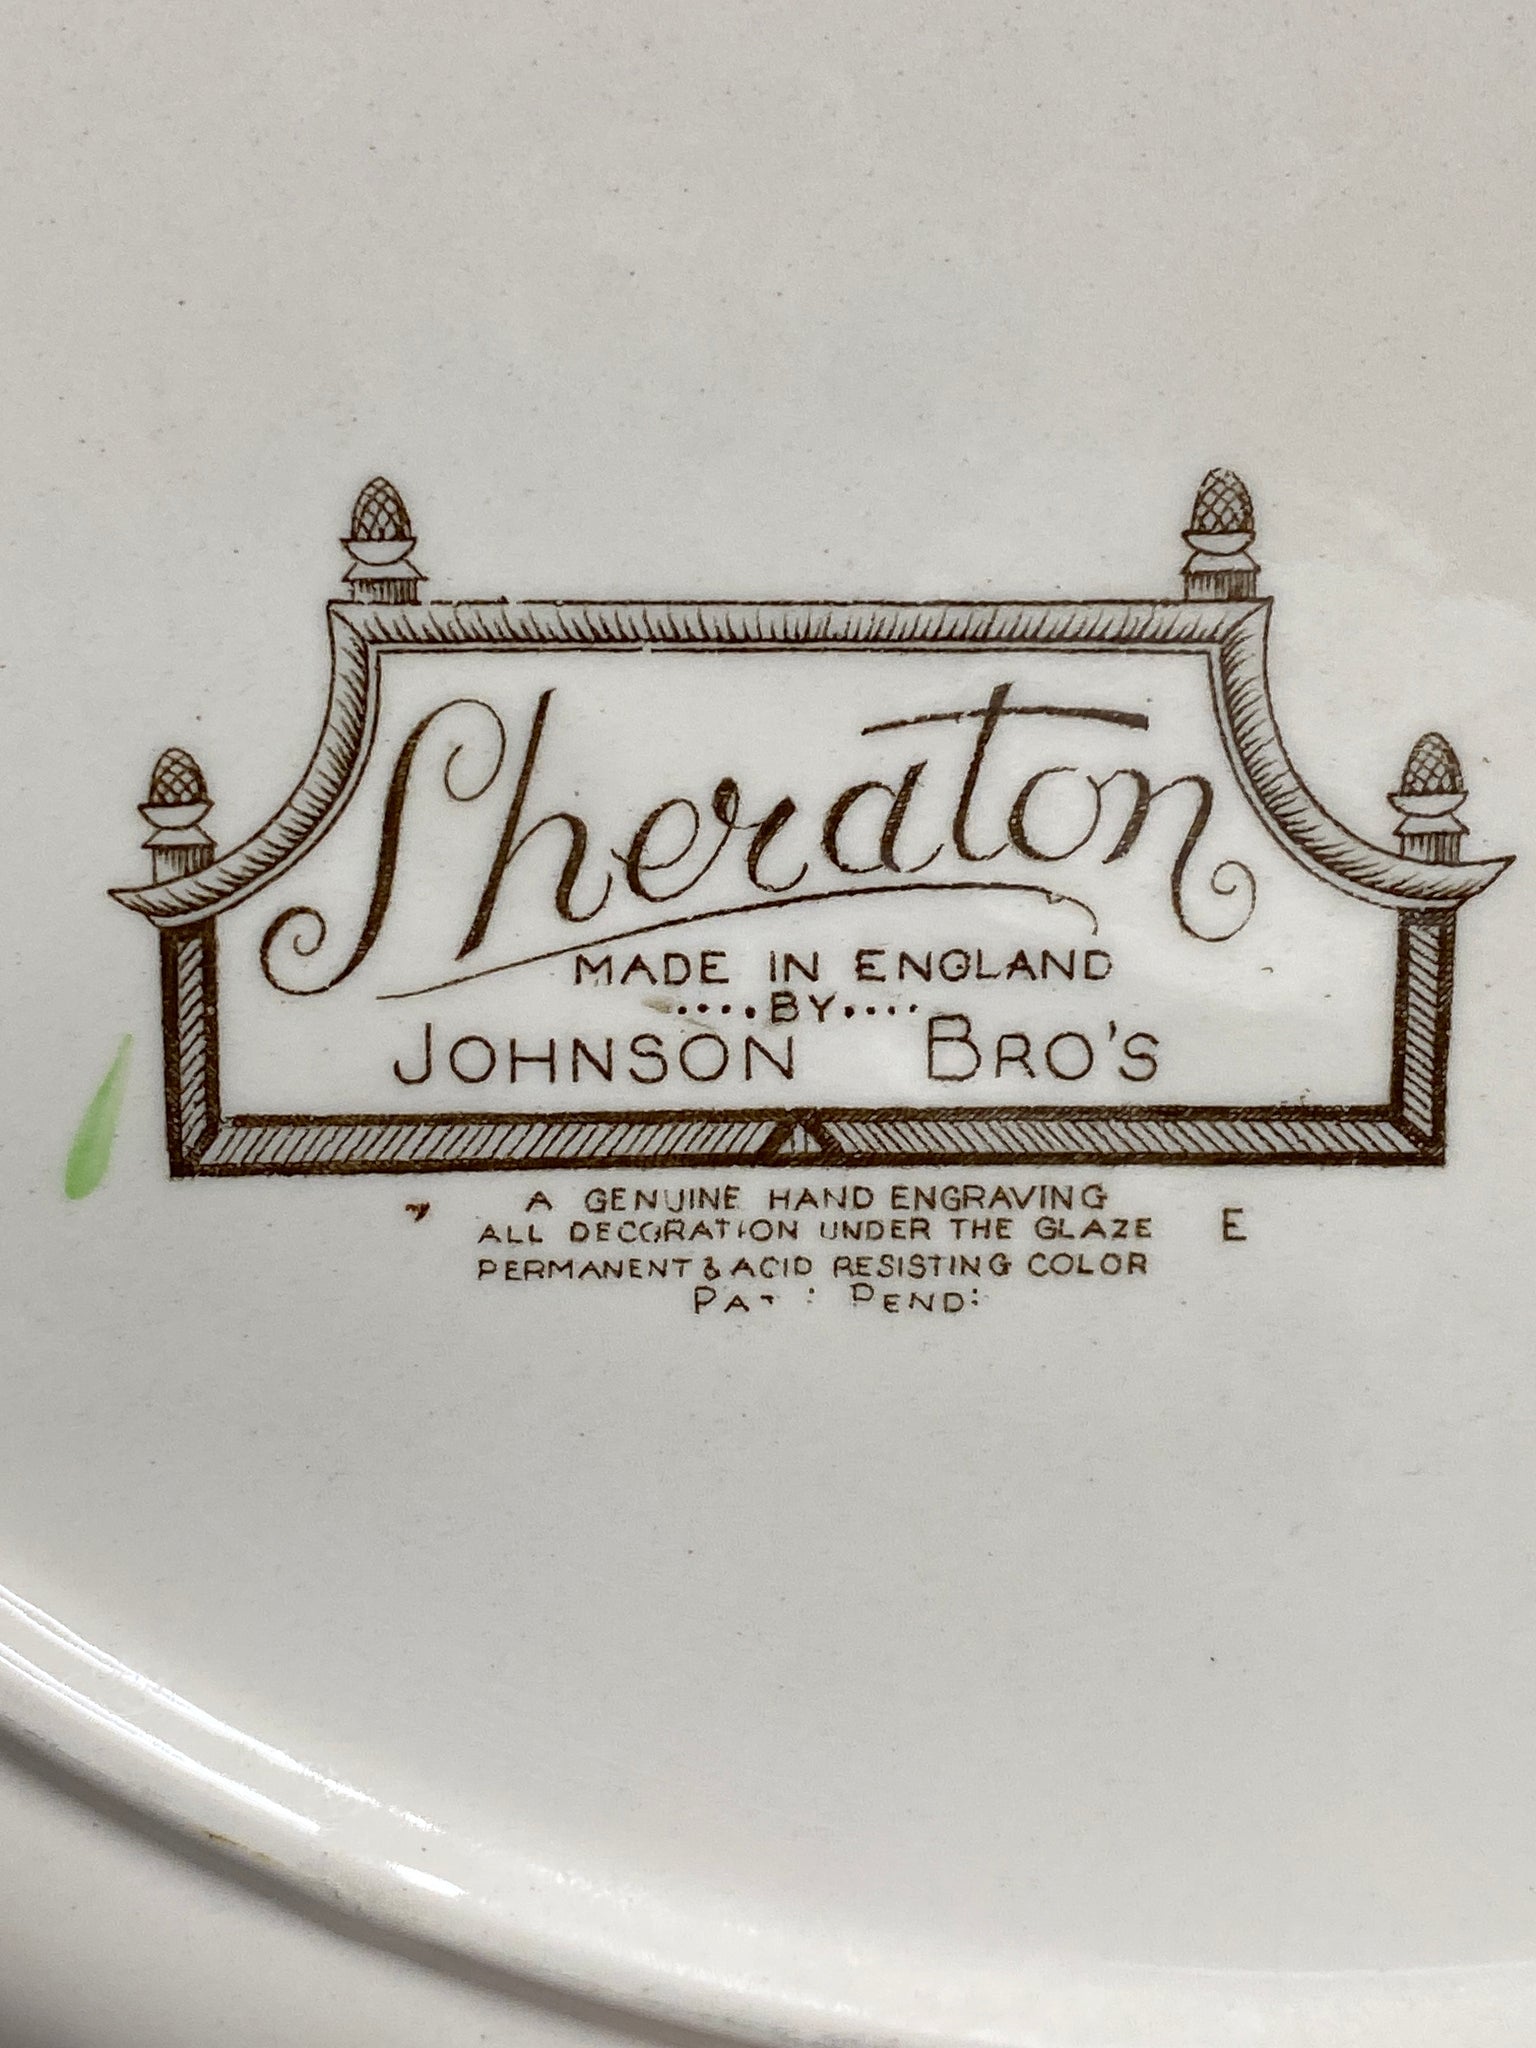 Sheraton
MADE IN ENGLAND
....BY....
JOHNSON BRO'S
A GENUINE HAND ENGRAVING
ALL DECORATION UNDER THE GLAZE E
PERMANENT & ACID RESISTING COLOR
PEND: